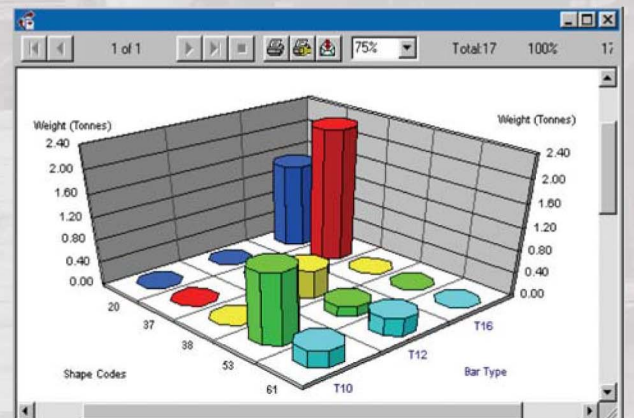 1 of 1
75%
Total:17
100%
17
Weight (Tonnes)
2.40
2.00
1.60
1.20
0.80
0.40
0.00
Weight (Tonnes)
2.40
2.00
1.60
1.20
0.80
0.40
0.00
20
37
38
53
61
Shape Codes
T10
T12
T16
Bar Type